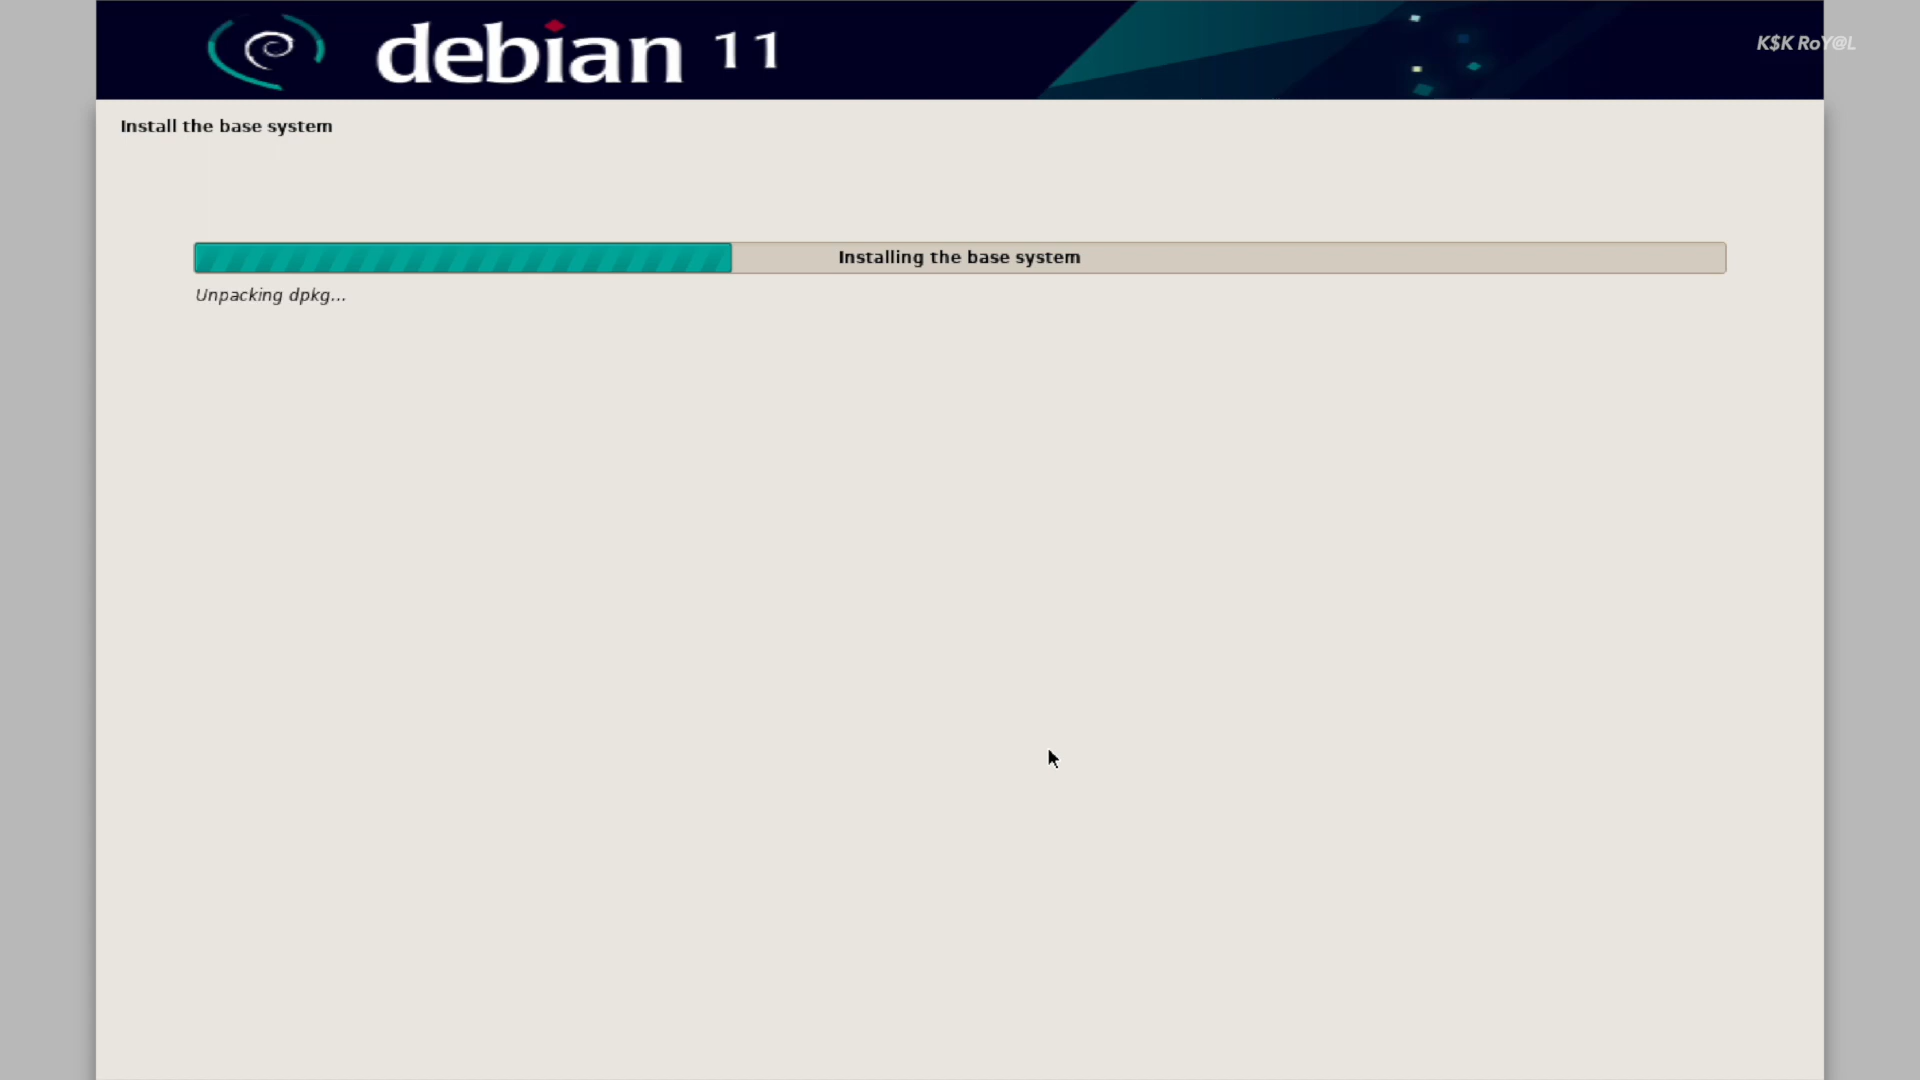 debian 11
K$K RoY@L
Install the base system
Installing the base system
Unpacking dpkg...